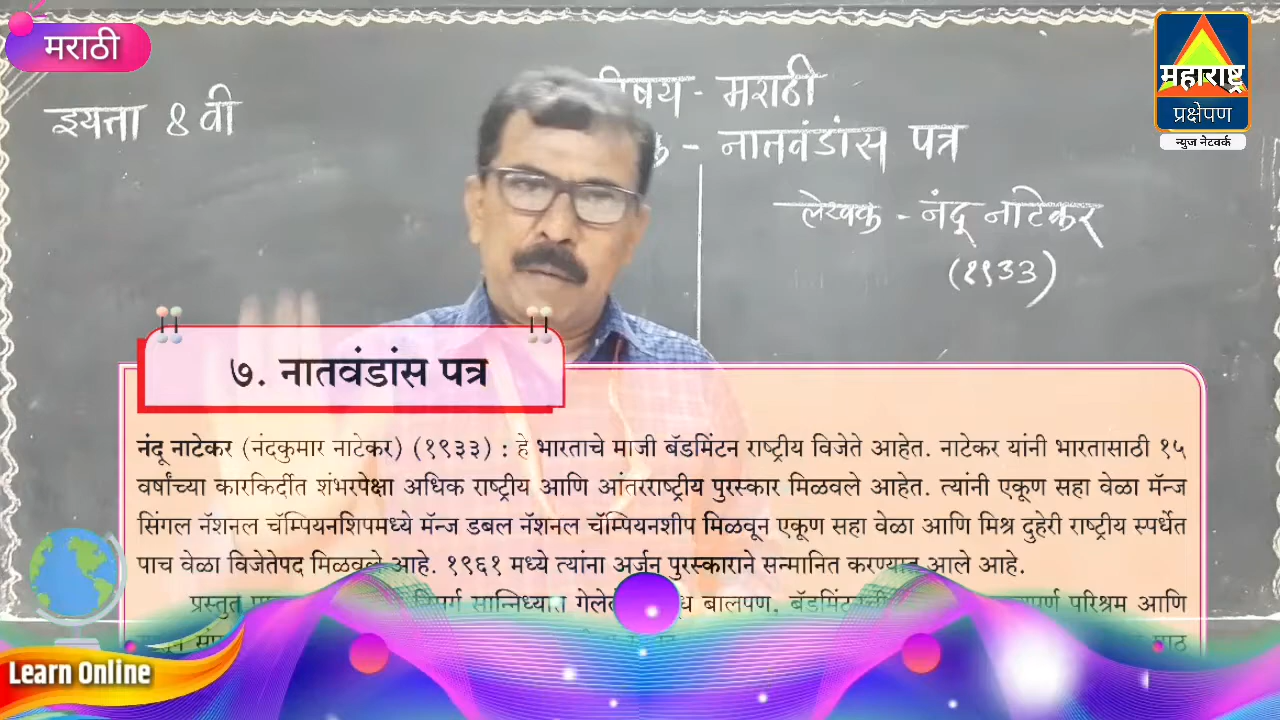 मराठी
महाराष्ट्र
प्रक्षेपण
न्युज नेटवर्क
इयत्ता 8 वी
विषय - मराठी
- नातवंडांस पत्र
लेखक - नंदू नाटेकर
(१९३३)
७. नातवंडांस पत्र
नंदू नाटेकर (नंदकुमार नाटेकर) (१९३३) : हे भारताचे माजी बॅडमिंटन राष्ट्रीय विजेते आहेत. नाटेकर यांनी भारतासाठी १५
वर्षांच्या कारकिर्दीत शंभरपेक्षा अधिक राष्ट्रीय आणि आंतरराष्ट्रीय पुरस्कार मिळवले आहेत. त्यांनी एकूण सहा वेळा मॅन्ज
सिंगल नॅशनल चॅम्पियनशिपमध्ये मॅन्ज डबल नॅशनल चॅम्पियनशीप मिळवून एकूण सहा वेळा आणि मिश्र दुहेरी राष्ट्रीय स्पर्धेत
पाच वेळा विजेतेपद मिळवले आहे. १९६१ मध्ये त्यांना अर्जुन पुरस्काराने सन्मानित करण्यात आले आहे.
प्रस्तुत सान्निध्यात बालपण, परिश्रम आणि
Learn Online